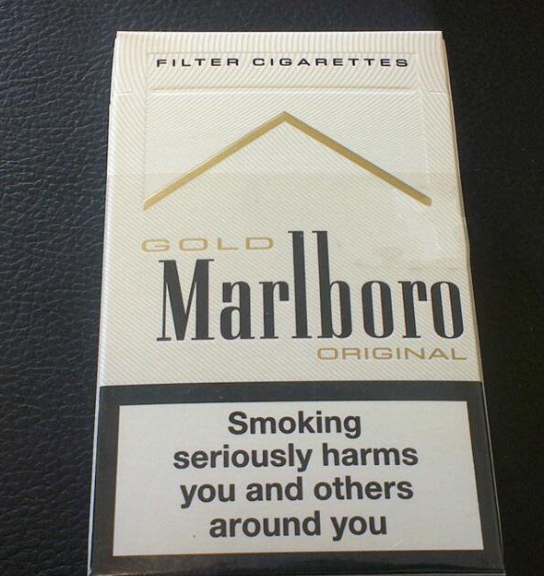 FILTER CIGARETTES
GOLD
Marlboro
ORIGINAL
Smoking
seriously harms
you and others
around you